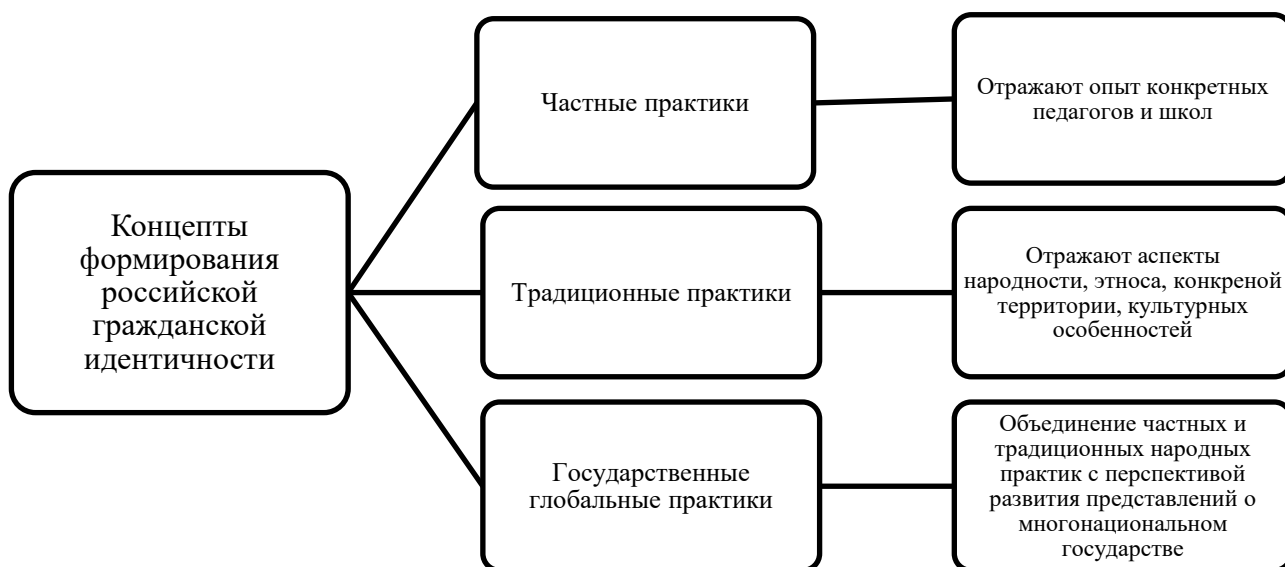 Концепты
формирования
российской
гражданской
идентичности
Частные практики
Отражают опыт конкретных
педагогов и школ
Традиционные практики
Отражают аспекты
народности, этноса, конкреной
территории, культурных
особенностей
Государственные
глобальные практики
Объединение частных и
традиционных народных
практик с перспективой
развития представлений о
многонациональном
государстве